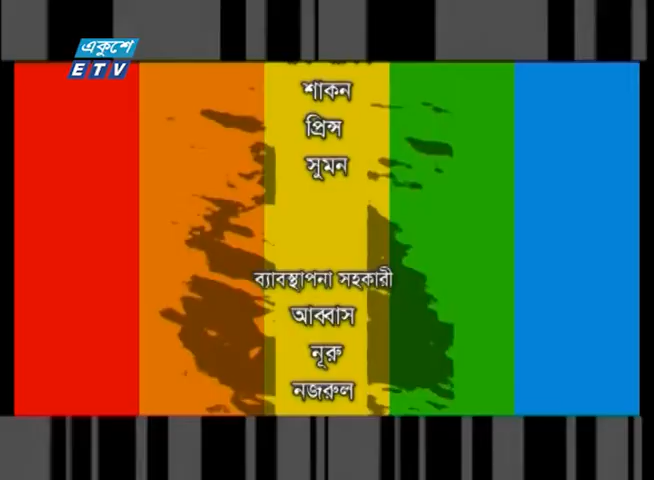 একুশে
ETV
শাকন
প্রিন্স
সুমন
ব্যাবস্থাপনা সহকারী
আব্বাস
নূরু
নজরুল